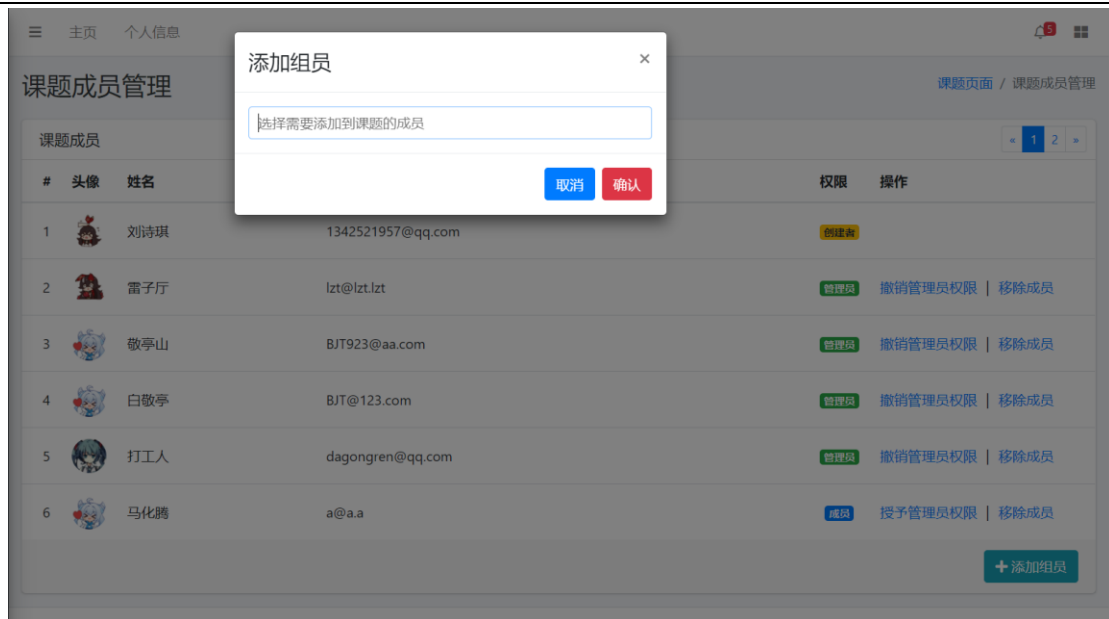 主页 个人信息 5
添加组员 ×
课题成员管理 课题页面 / 课题成员管理
选择需要添加到课题的成员
课题成员 « 1 2 »
取消 确认
# 头像 姓名 权限 操作
1 刘诗琪 1342521957@qq.com 创建者
2 雷子厅 lzt@lzt.lzt 管理员 撤销管理员权限 | 移除成员
3 敬亭山 BJT923@aa.com 管理员 撤销管理员权限 | 移除成员
4 白敬亭 BJT@123.com 管理员 撤销管理员权限 | 移除成员
5 打工人 dagongren@qq.com 管理员 撤销管理员权限 | 移除成员
6 马化腾 a@a.a 成员 授予管理员权限 | 移除成员
+添加组员